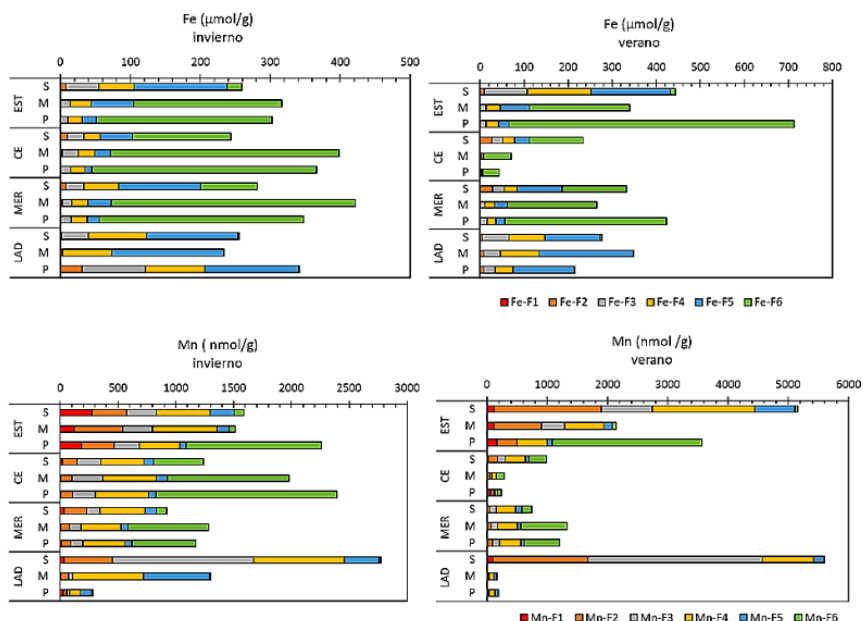 Fe (µmol/g)
invierno
0 100 200 300 400 500
EST
S
M
P
CE
S
M
P
MER
S
M
P
LAD
S
M
P
Fe (µmol/g)
verano
0 100 200 300 400 500 600 700 800
EST
S
M
P
CE
S
M
P
MER
S
M
P
LAD
S
M
P
Fe-F1 Fe-F2 Fe-F3 Fe-F4 Fe-F5 Fe-F6
Mn ( nmol/g)
invierno
0 500 1000 1500 2000 2500 3000
EST
S
M
P
CE
S
M
P
MER
S
M
P
LAD
S
M
P
Mn (nmol /g)
verano
0 1000 2000 3000 4000 5000 6000
EST
S
M
P
CE
S
M
P
MER
S
M
P
LAD
S
M
P
Mn-F1 Mn-F2 Mn-F3 Mn-F4 Mn-F5 Mn-F6